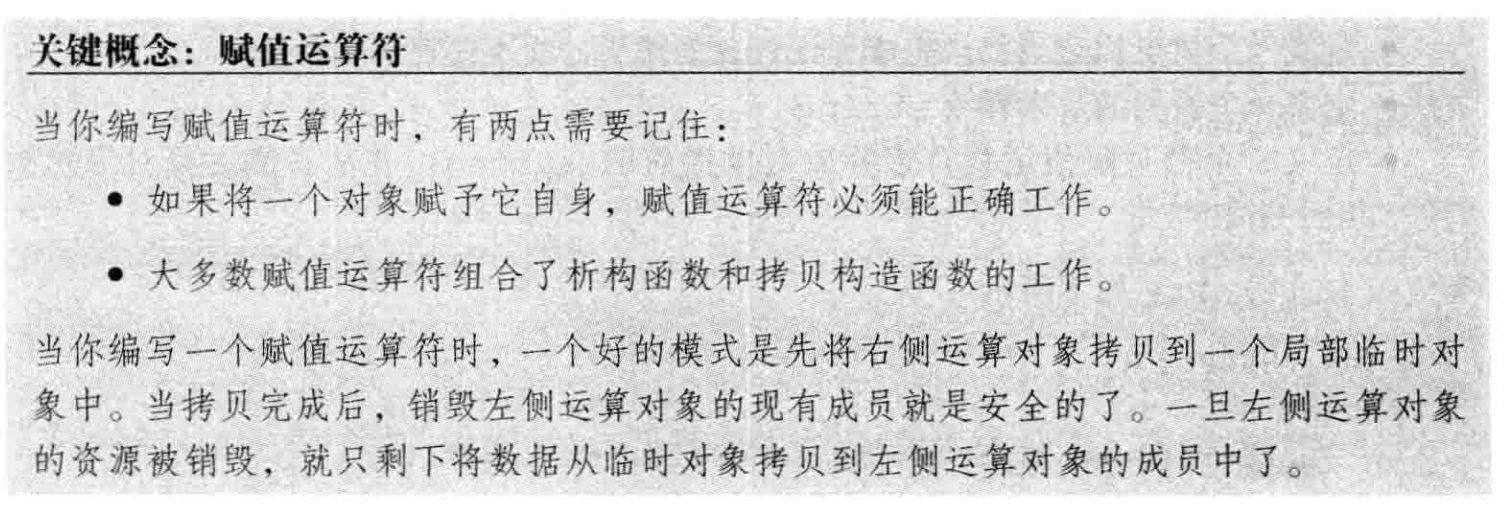 关键概念：赋值运算符
当你编写赋值运算符时，有两点需要记住：
● 如果将一个对象赋予它自身，赋值运算符必须能正确工作。
● 大多数赋值运算符组合了析构函数和拷贝构造函数的工作。
当你编写一个赋值运算符时，一个好的模式是先将右侧运算对象拷贝到一个局部临时对
象中。当拷贝完成后，销毁左侧运算对象的现有成员就是安全的了。一旦左侧运算对象
的资源被销毁，就只剩下将数据从临时对象拷贝到左侧运算对象的成员中了。